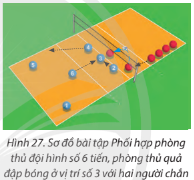 Hình 27. Sơ đồ bài tập Phối hợp phòng
thủ đội hình số 6 tiến, phòng thủ quả
đập bóng ở vị trí số 3 với hai người chắn